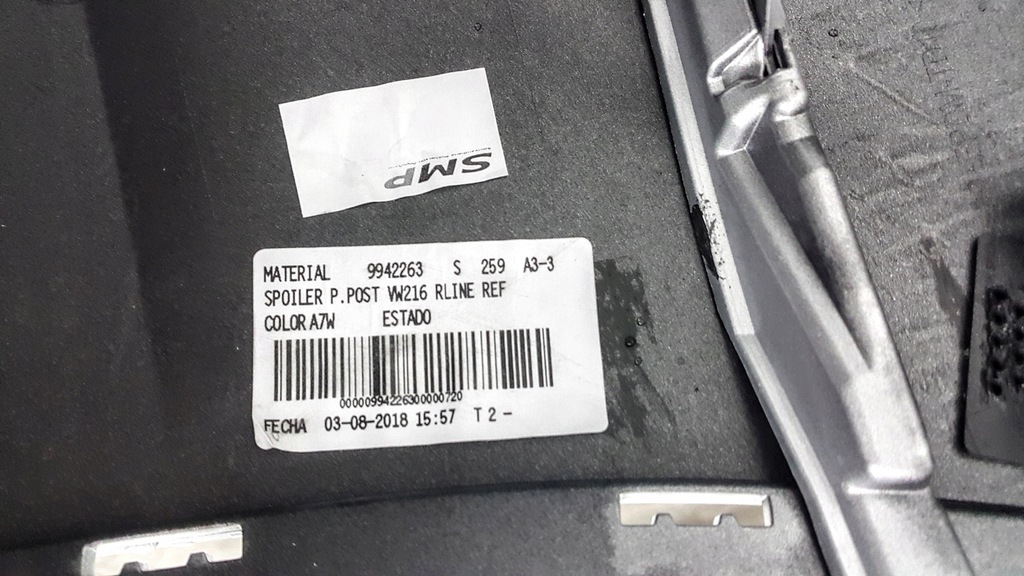 SMP
MATERIAL 9942263 S 259 A3-3
SPOILER P.POST VW216 RLINE REF
COLOR A7W ESTADO
00000994226300000720
FECHA 03-08-2018 15:57 T 2 -